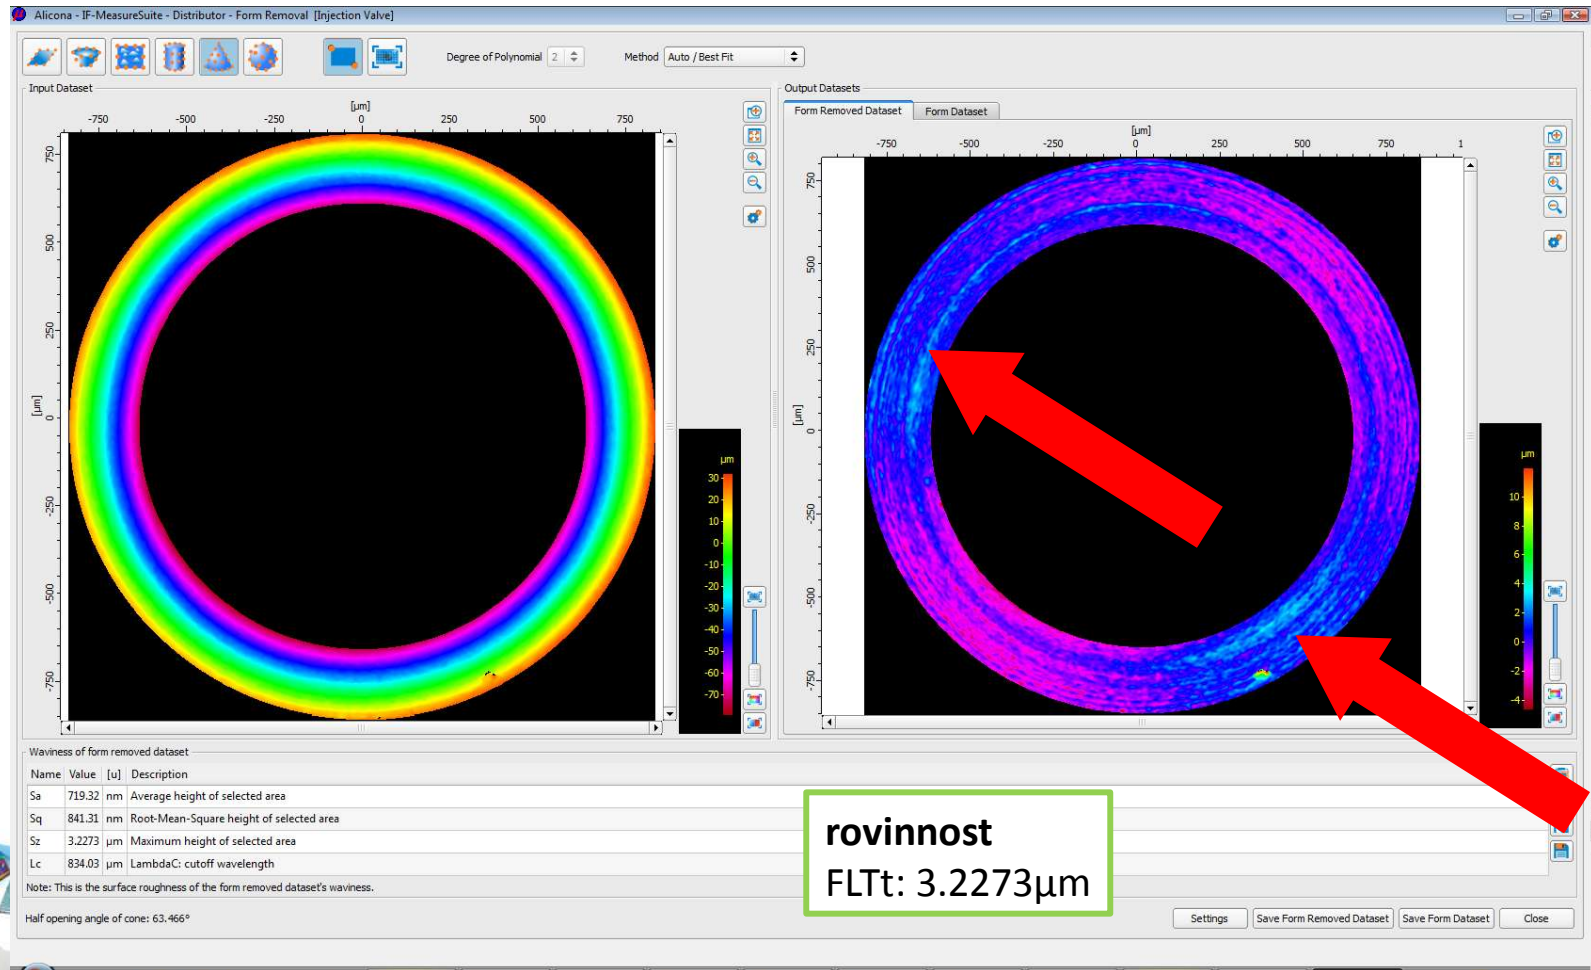 Alicona - IF-MeasureSuite - Distributor - Form Removal [Injection Valve]
Degree of Polynomial 2 Method Auto / Best Fit
Input Dataset
[µm]
-750 -500 -250 0 250 500 750
750
500
250
[µm]
0
-250
-500
-750
µm
30
20
10
0
-10
-20
-30
-40
-50
-60
-70
Output Datasets
Form Removed Dataset Form Dataset
[µm]
-750 -500 -250 0 250 500 750 1
750
500
250
[µm]
0
-250
-500
-750
µm
10
8
6
4
2
0
-2
-4
Waviness of form removed dataset
Name Value [u] Description
Sa 719.32 nm Average height of selected area
Sq 841.31 nm Root-Mean-Square height of selected area
Sz 3.2273 µm Maximum height of selected area
Lc 834.03 µm LambdaC: cutoff wavelength
Note: This is the surface roughness of the form removed dataset's waviness.
rovinnost
FLTt: 3.2273µm
Half opening angle of cone: 63.466°
Settings Save Form Removed Dataset Save Form Dataset Close